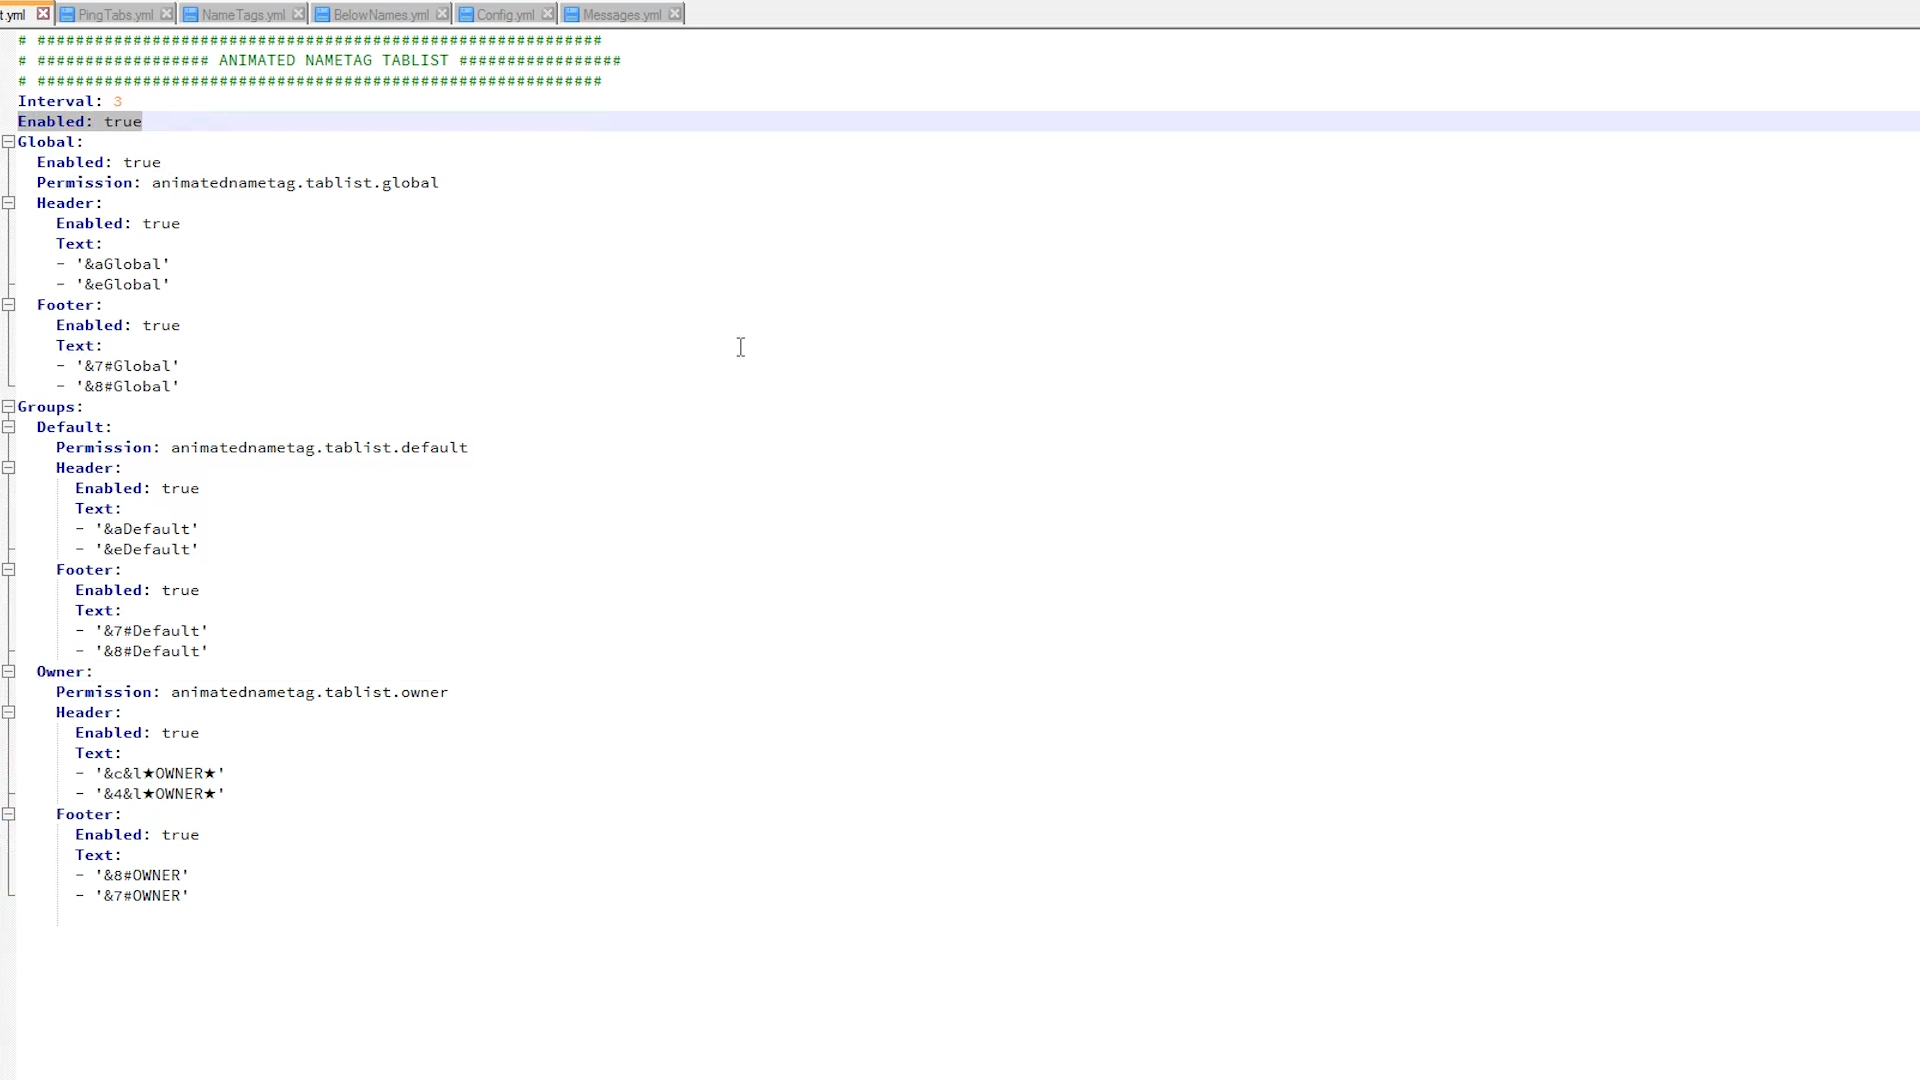 t.yml PingTabs.yml NameTags.yml BelowNames.yml Config.yml Messages.yml
# ###########################################################
# ################## ANIMATED NAMETAG TABLIST #################
# ###########################################################
Interval: 3
Enabled: true
Global:
  Enabled: true
  Permission: animatednametag.tablist.global
  Header:
    Enabled: true
    Text:
    - '&aGlobal'
    - '&eGlobal'
  Footer:
    Enabled: true
    Text:
    - '&7#Global'
    - '&8#Global'
Groups:
  Default:
    Permission: animatednametag.tablist.default
    Header:
      Enabled: true
      Text:
      - '&aDefault'
      - '&eDefault'
    Footer:
      Enabled: true
      Text:
      - '&7#Default'
      - '&8#Default'
  Owner:
    Permission: animatednametag.tablist.owner
    Header:
      Enabled: true
      Text:
      - '&c&l★OWNER★'
      - '&4&l★OWNER★'
    Footer:
      Enabled: true
      Text:
      - '&8#OWNER'
      - '&7#OWNER'